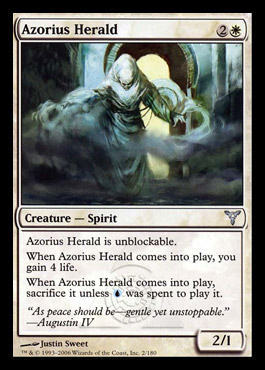 Azorius Herald 2
Creature — Spirit
Azorius Herald is unblockable.
When Azorius Herald comes into play, you
gain 4 life.
When Azorius Herald comes into play,
sacrifice it unless was spent to play it.
"As peace should be—gentle yet unstoppable."
—Augustin IV
Justin Sweet
™ & © 1993–2006 Wizards of the Coast, Inc. 2/180
2/1